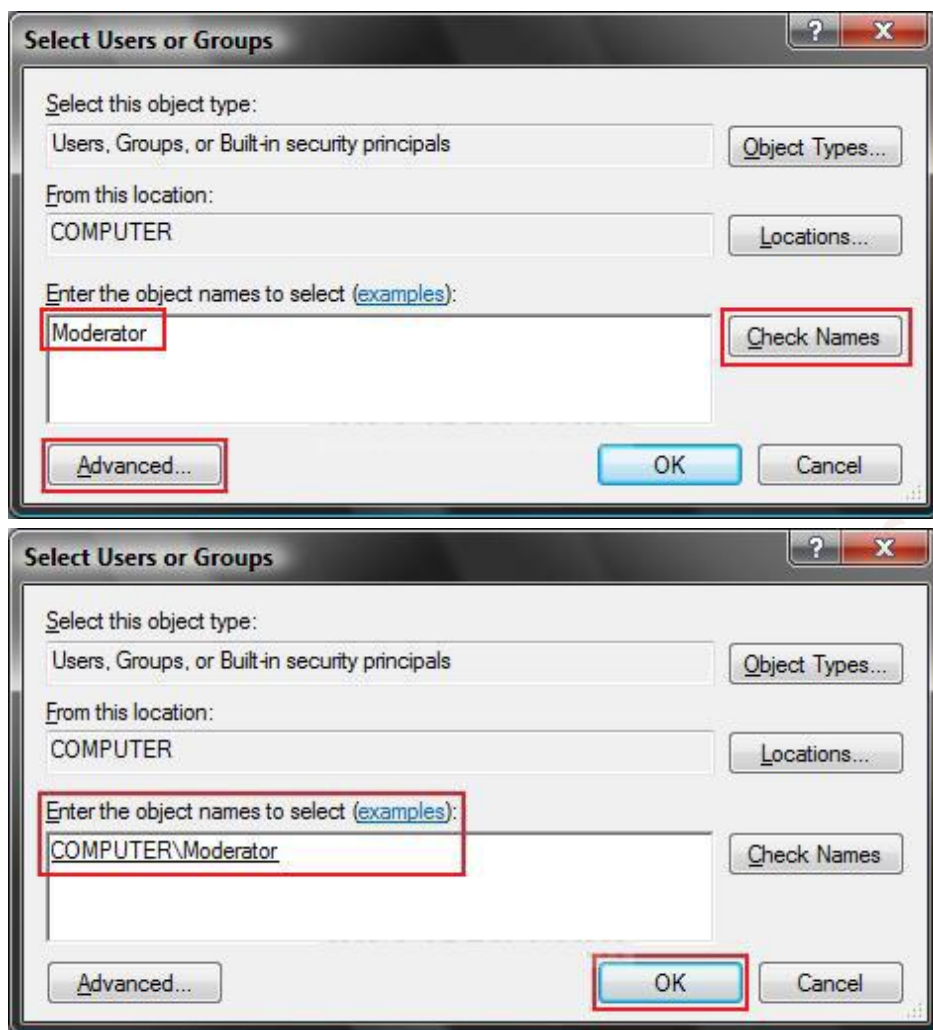 Select Users or Groups
Select this object type:
Users, Groups, or Built-in security principals
Object Types...
From this location:
COMPUTER
Locations...
Enter the object names to select (examples):
Moderator
Check Names
Advanced...
OK
Cancel
Select Users or Groups
Select this object type:
Users, Groups, or Built-in security principals
Object Types...
From this location:
COMPUTER
Locations...
Enter the object names to select (examples):
COMPUTER\Moderator
Check Names
Advanced...
OK
Cancel